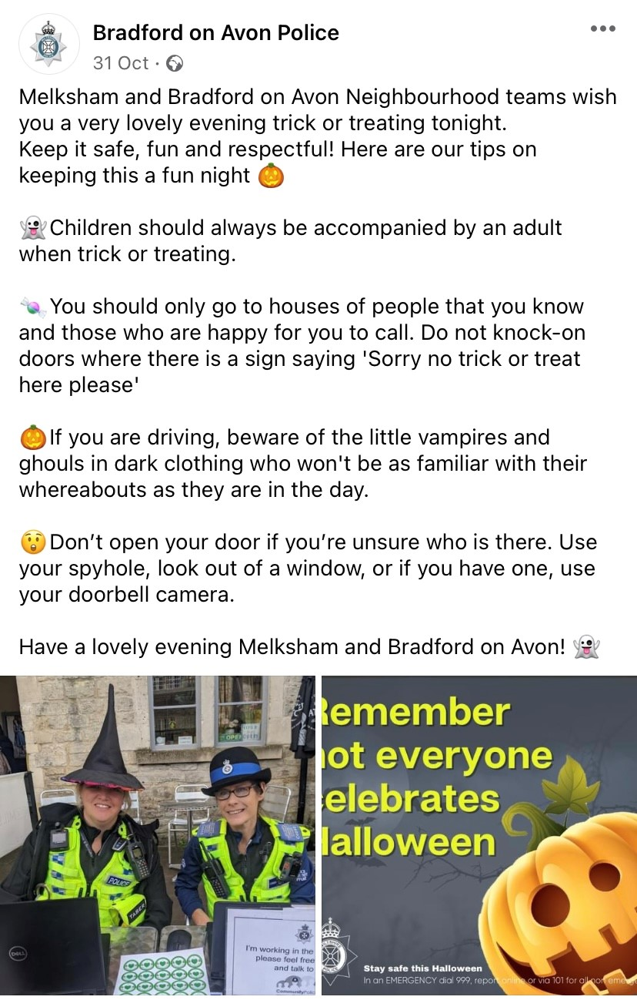 Bradford on Avon Police
31 Oct ·
Melksham and Bradford on Avon Neighbourhood teams wish
you a very lovely evening trick or treating tonight.
Keep it safe, fun and respectful! Here are our tips on
keeping this a fun night 🎃
👻Children should always be accompanied by an adult
when trick or treating.
🍬You should only go to houses of people that you know
and those who are happy for you to call. Do not knock-on
doors where there is a sign saying 'Sorry no trick or treat
here please'
🎃If you are driving, beware of the little vampires and
ghouls in dark clothing who won't be as familiar with their
whereabouts as they are in the day.
😲Don’t open your door if you’re unsure who is there. Use
your spyhole, look out of a window, or if you have one, use
your doorbell camera.
Have a lovely evening Melksham and Bradford on Avon! 👻
OPEN
POLICE
TASER
DELL
I'm working in the
please feel free
and talk to
Remember
not everyone
celebrates
Halloween
Stay safe this Halloween
In an EMERGENCY dial 999, report online or via 101 for all non